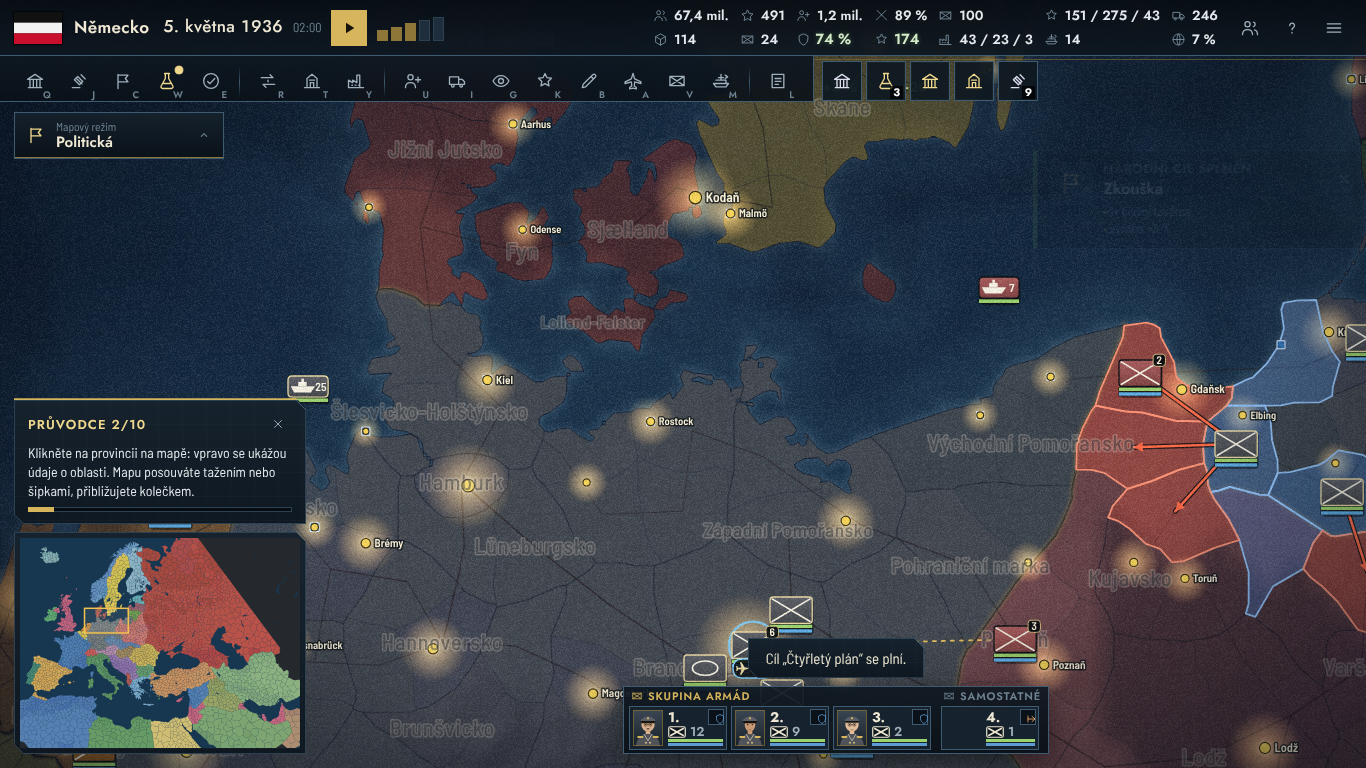 Německo 5. května 1936 02:00
67,4 mil. 491 1,2 mil. 89 % 100 151 / 275 / 43 246
114 24 74 % 174 43 / 23 / 3 14 7 %
Q J C W E R T Y U I G K B A V M L 3 9
Mapový režim
Politická
Skåne
Aarhus
Jižní Jutsko
NÁRODNÍ CÍL SPLNĚN
Zkouška
Kodaň
Malmö
Odense
Sjælland
Fyn
7
Lolland-Falster
25
Kiel
2
Gdaňsk
Šlesvicko-Holštýnsko
Rostock
Elbing
Východní Pomořansko
PRŮVODCE 2/10
Klikněte na provincii na mapě: vpravo se ukážou
údaje o oblasti. Mapu posouváte tažením nebo
šipkami, přibližujete kolečkem.
Hamburk
Západní Pomořansko
Brémy
Lüneburgsko
Pohraniční marka
Kujavsko
Toruň
Hannoversko
6
3
Cíl „Čtyřletý plán“ se plní.
Poznaň
SKUPINA ARMÁD
SAMOSTATNÉ
1. 2. 3. 4.
12 9 2 1
Brunšvicko
Lodž
Lodž